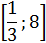 [1/3 ; 8]